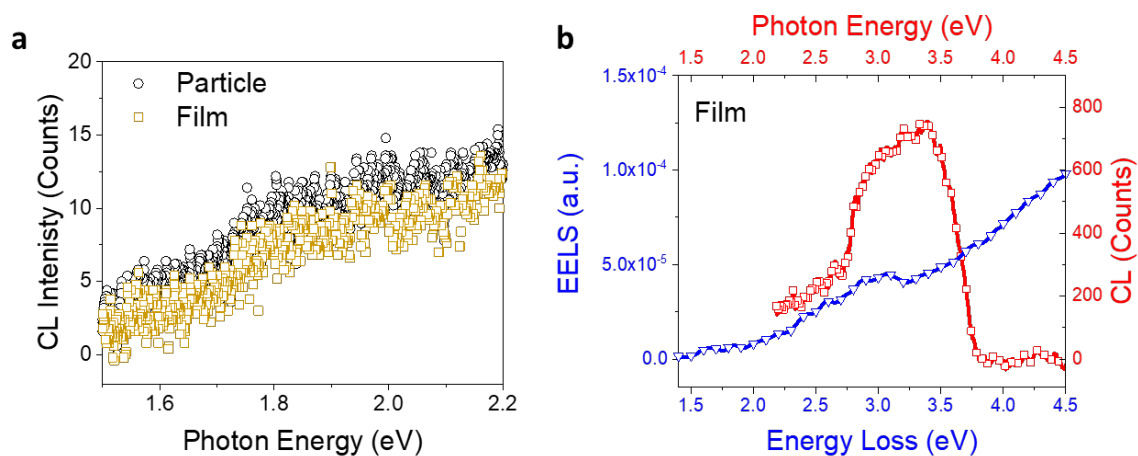 a
20
15
10
5
0
CL Intenisty (Counts)
Particle
Film
1.6 1.8 2.0 2.2
Photon Energy (eV)
b
Photon Energy (eV)
1.5 2.0 2.5 3.0 3.5 4.0 4.5
1.5x10⁻⁴
1.0x10⁻⁴
5.0x10⁻⁵
0.0
EELS (a.u.)
Film
800
600
400
200
0
CL (Counts)
1.5 2.0 2.5 3.0 3.5 4.0 4.5
Energy Loss (eV)